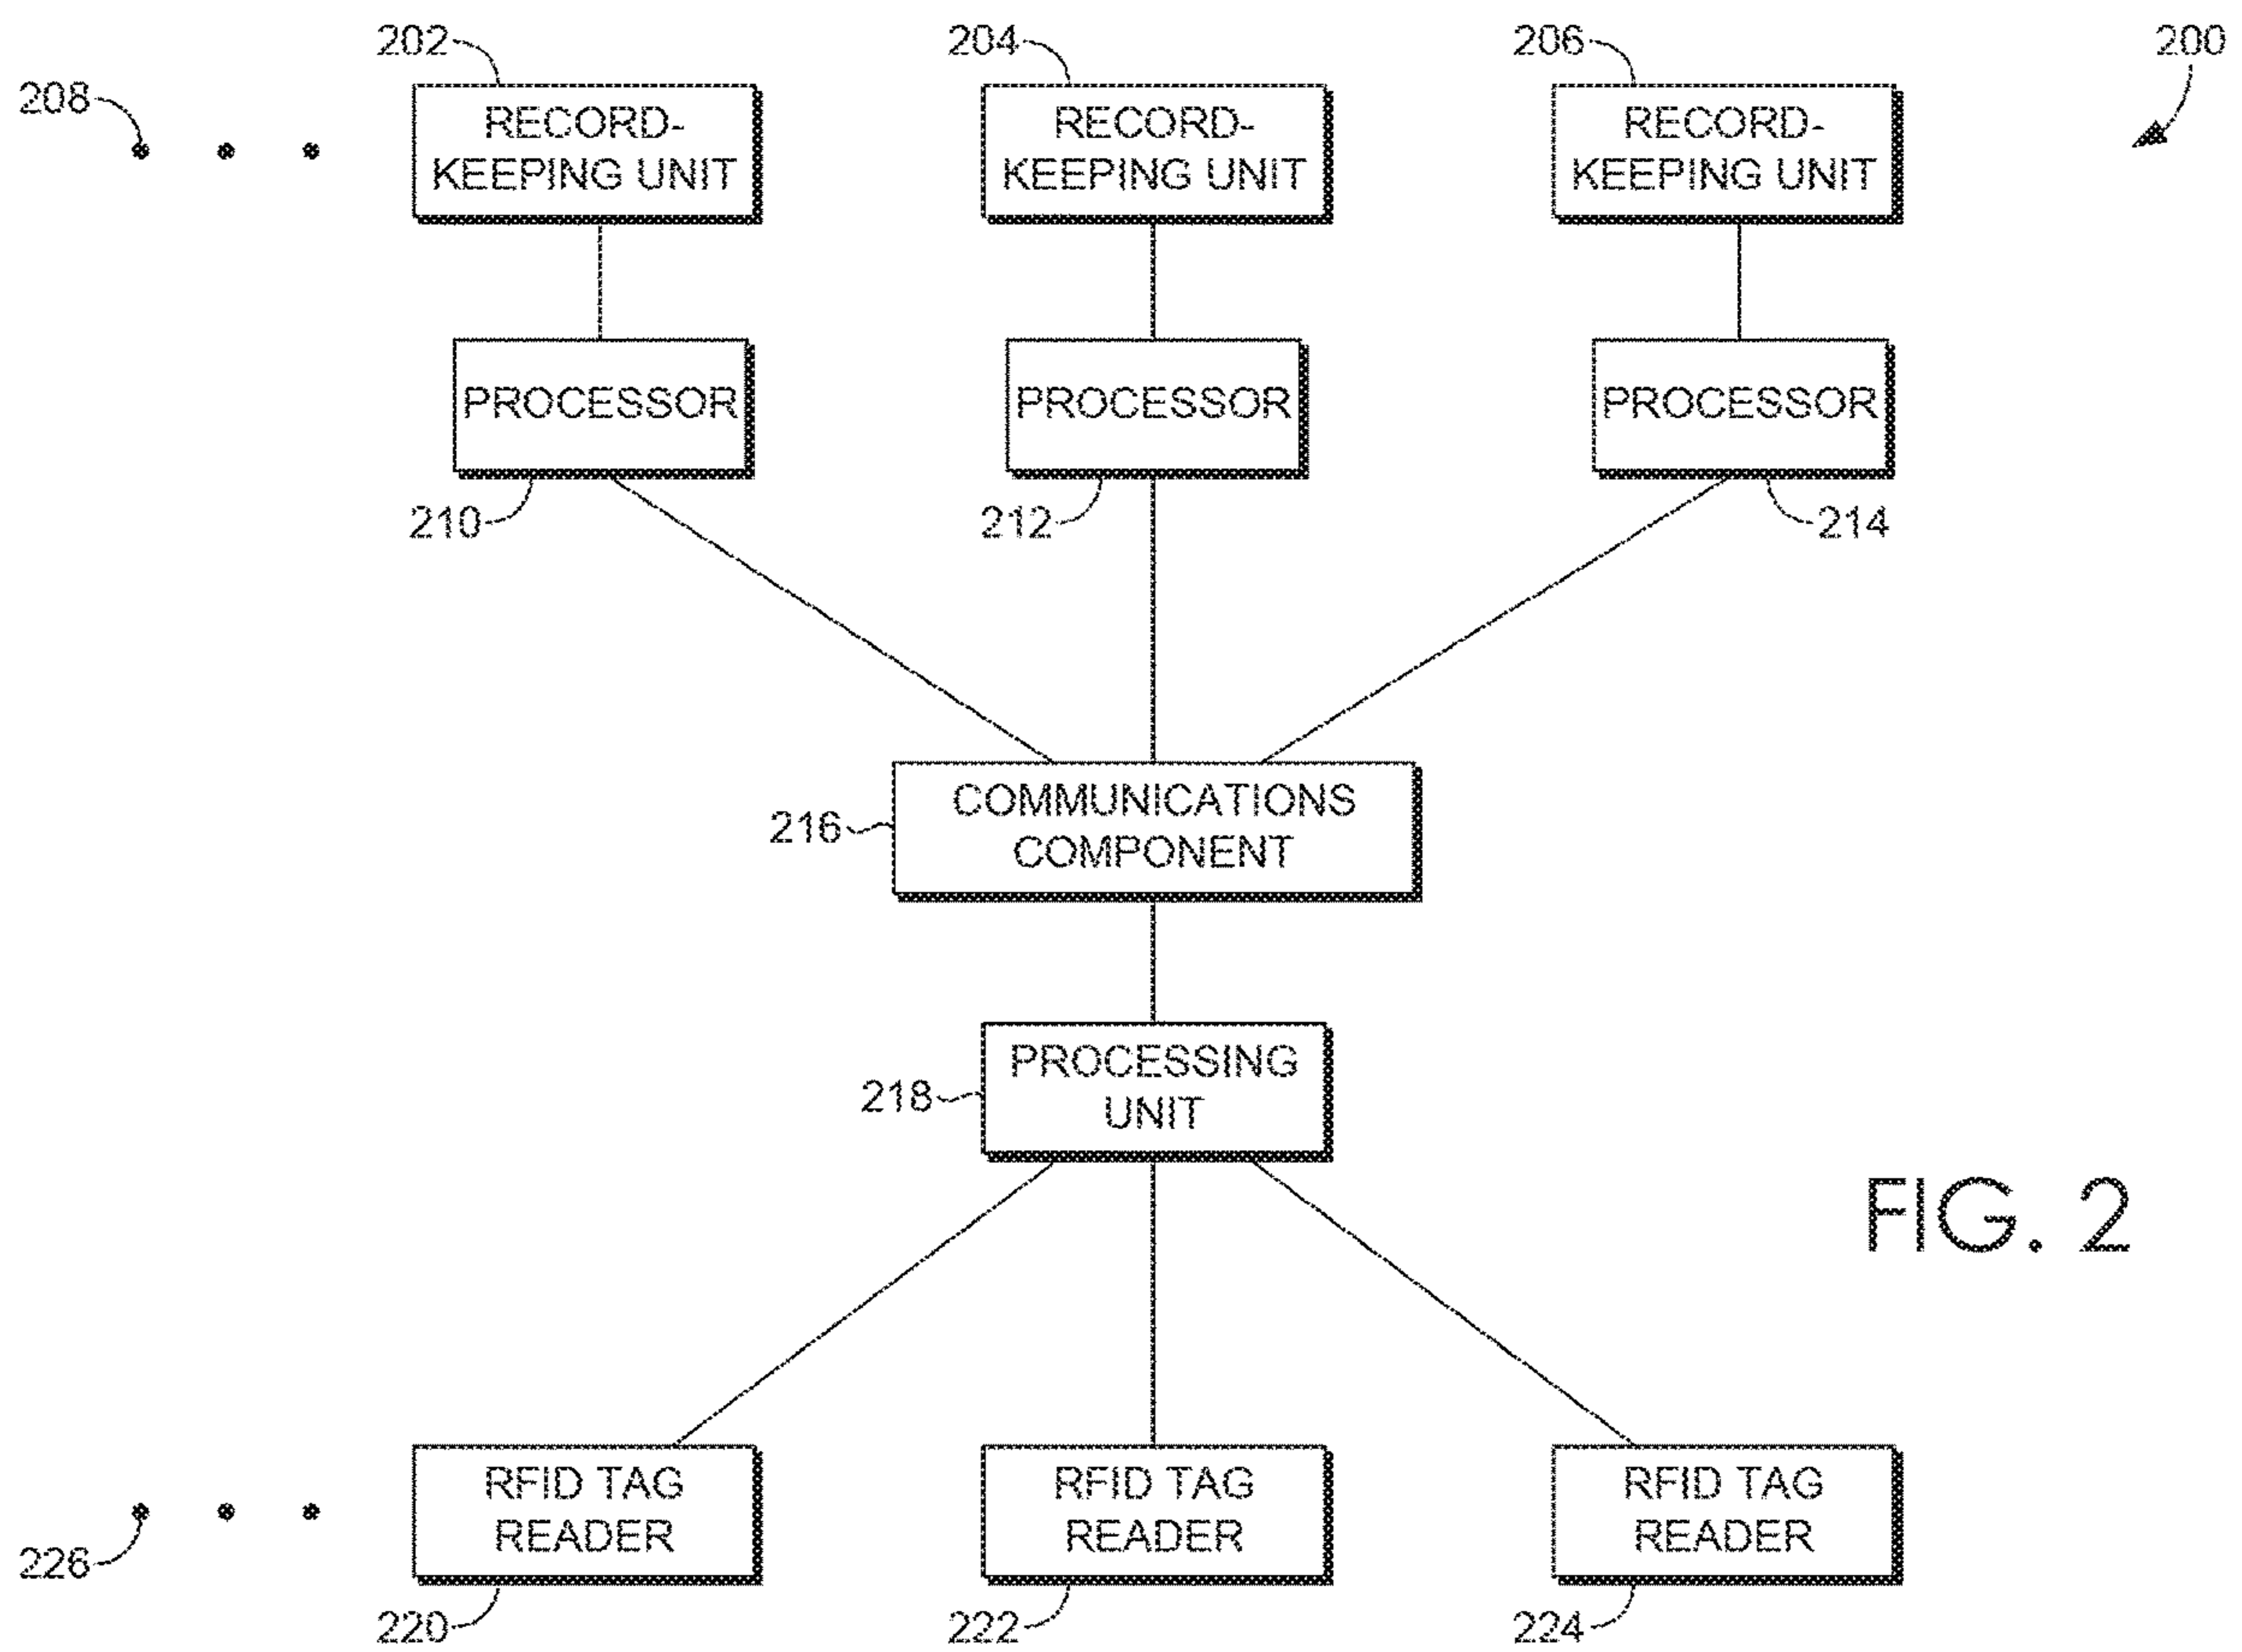 202
204
206
200
208
RECORD-
KEEPING UNIT
RECORD-
KEEPING UNIT
RECORD-
KEEPING UNIT
PROCESSOR
PROCESSOR
PROCESSOR
210
212
214
COMMUNICATIONS
COMPONENT
216
PROCESSING
UNIT
218
FIG. 2
RFID TAG
READER
RFID TAG
READER
RFID TAG
READER
226
220
222
224